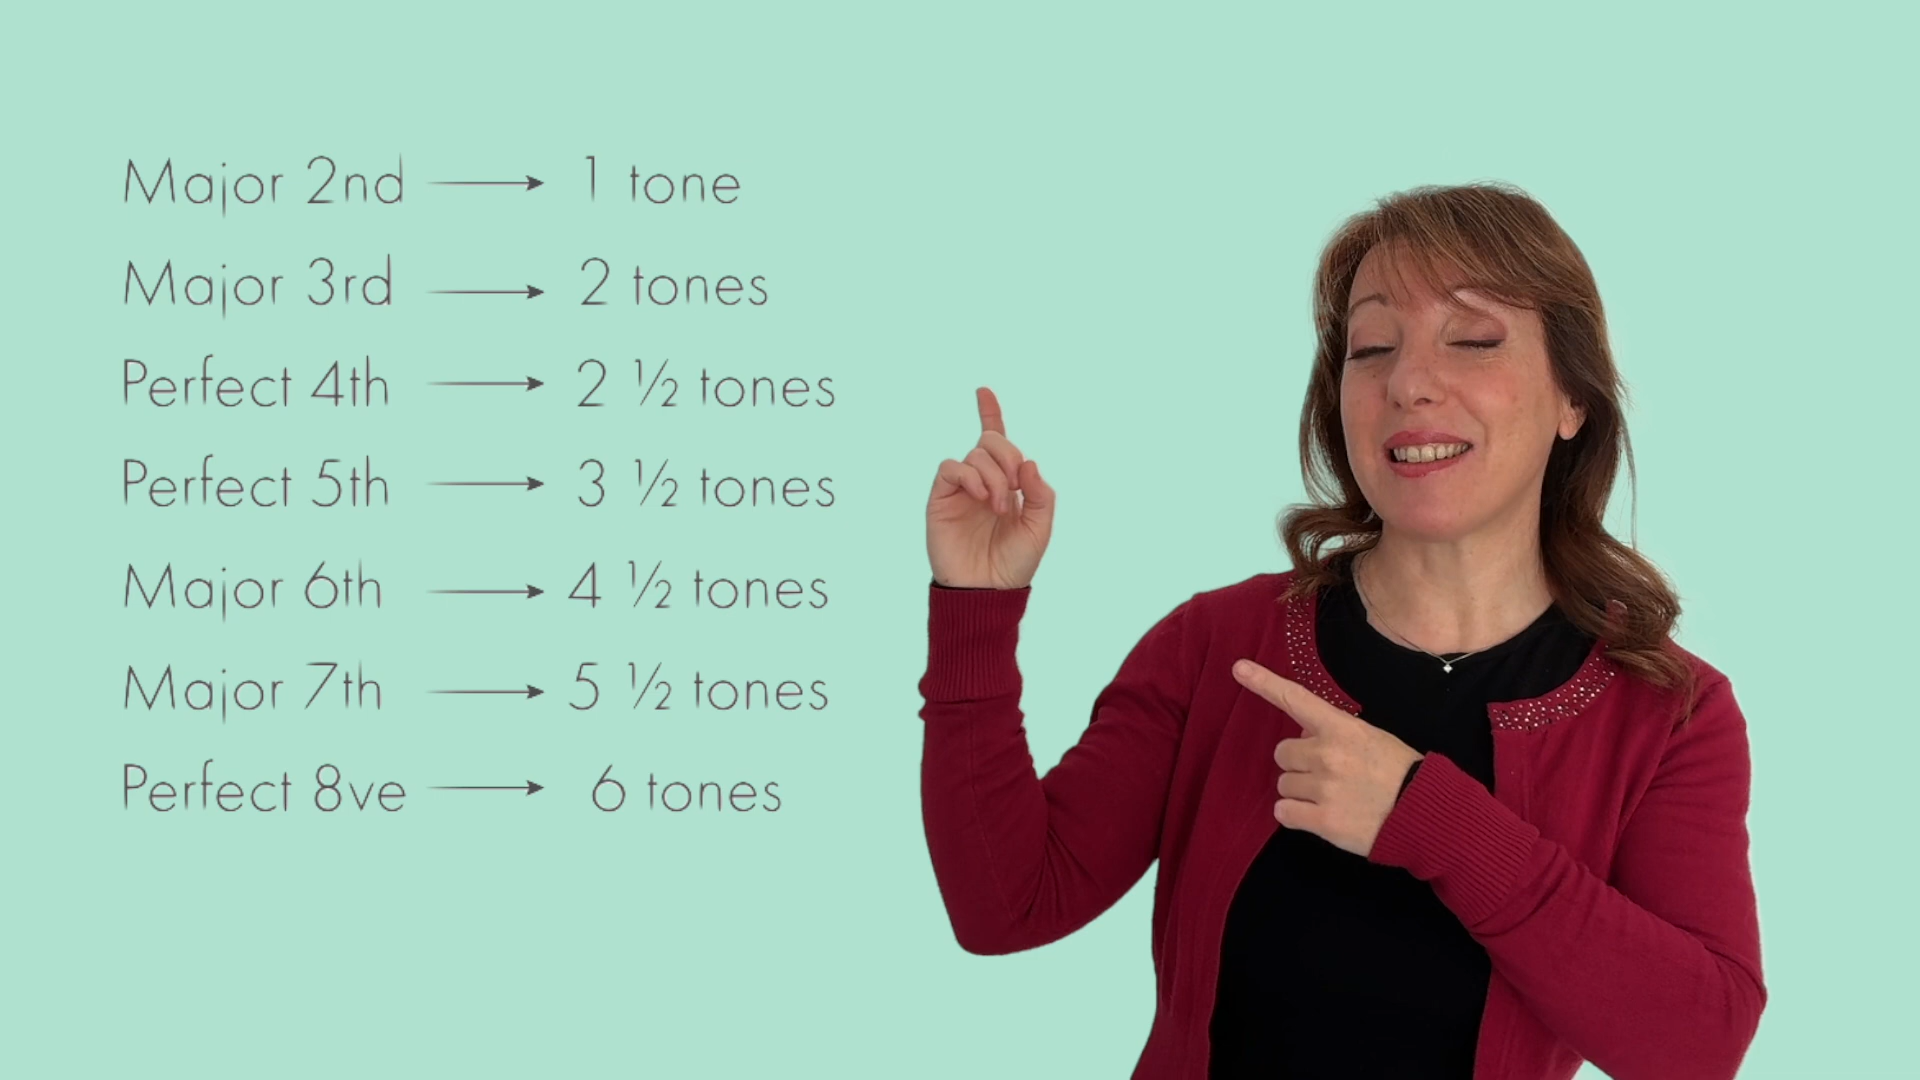 Major 2nd → 1 tone
Major 3rd → 2 tones
Perfect 4th → 2 ½ tones
Perfect 5th → 3 ½ tones
Major 6th → 4 ½ tones
Major 7th → 5 ½ tones
Perfect 8ve → 6 tones